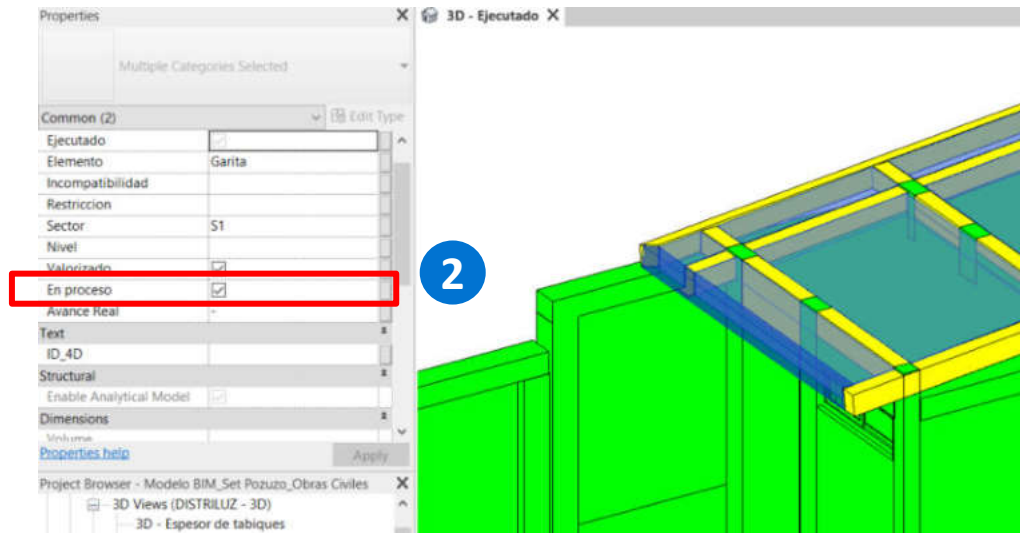 Properties
3D - Ejecutado
Multiple Categories Selected
Common (2)
Edit Type
Ejecutado
Elemento Garita
Incompatibilidad
Restriccion
Sector S1
Nivel
Valorizado
En proceso
Avance Real -
Text
ID_4D
Structural
Enable Analytical Model
Dimensions
Volume
Properties help
Apply
Project Browser - Modelo BIM_Set Pozuzo_Obras Civiles
3D Views (DISTRILUZ - 3D)
3D - Espesor de tabiques
2